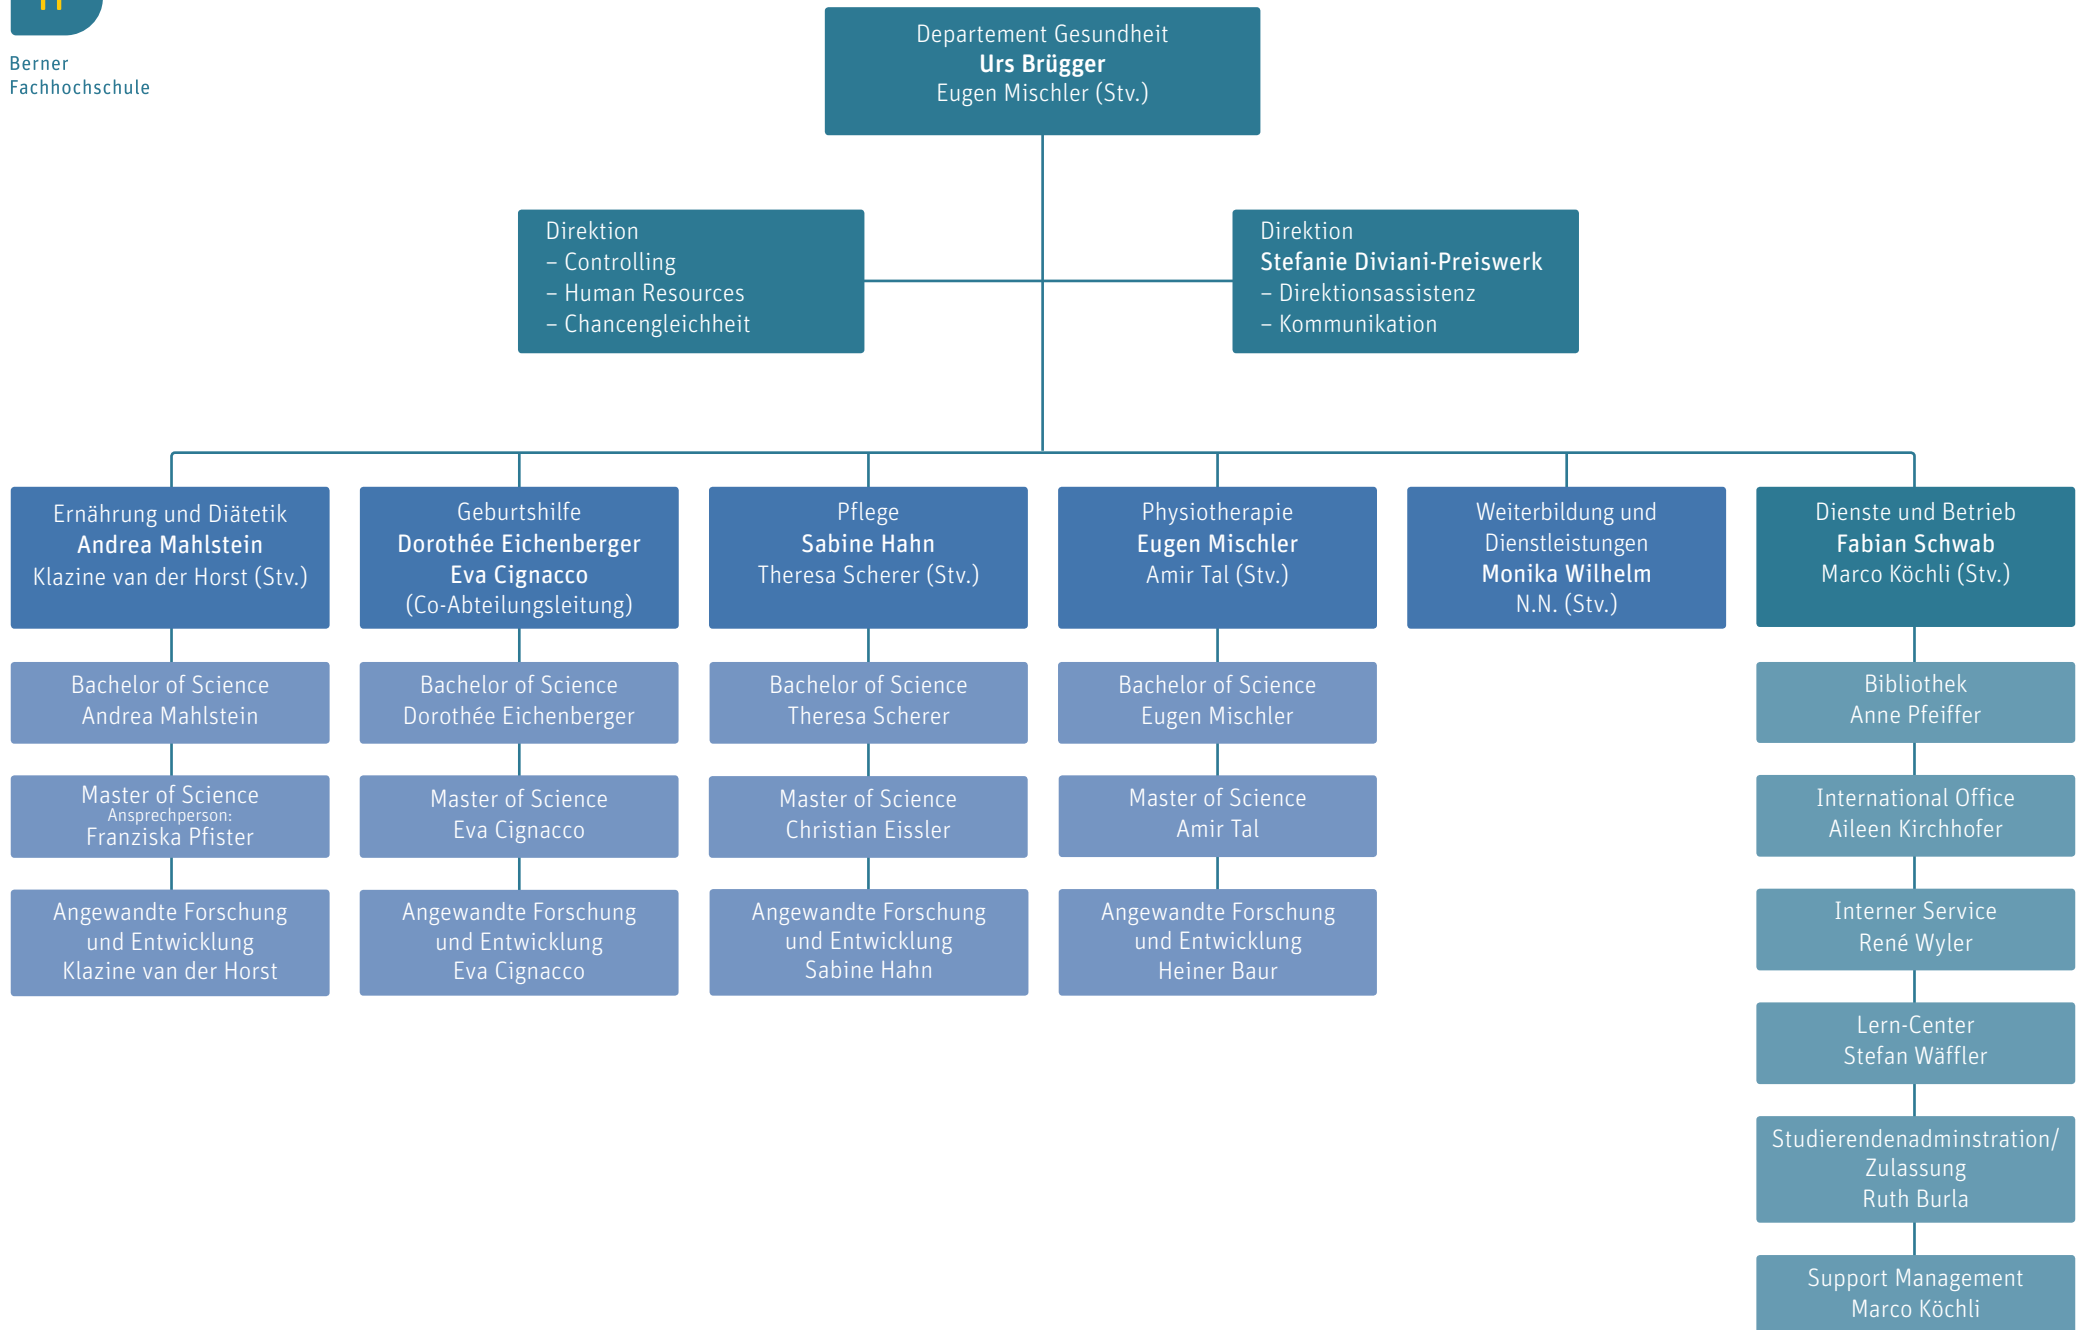 Berner
Fachhochschule
Departement Gesundheit
Urs Brügger
Eugen Mischler (Stv.)
Direktion
– Controlling
– Human Resources
– Chancengleichheit
Direktion
Stefanie Diviani-Preiswerk
– Direktionsassistenz
– Kommunikation
Ernährung und Diätetik
Andrea Mahlstein
Klazine van der Horst (Stv.)
Bachelor of Science
Andrea Mahlstein
Master of Science
Ansprechperson:
Franziska Pfister
Angewandte Forschung
und Entwicklung
Klazine van der Horst
Geburtshilfe
Dorothée Eichenberger
Eva Cignacco
(Co-Abteilungsleitung)
Bachelor of Science
Dorothée Eichenberger
Master of Science
Eva Cignacco
Angewandte Forschung
und Entwicklung
Eva Cignacco
Pflege
Sabine Hahn
Theresa Scherer (Stv.)
Bachelor of Science
Theresa Scherer
Master of Science
Christian Eissler
Angewandte Forschung
und Entwicklung
Sabine Hahn
Physiotherapie
Eugen Mischler
Amir Tal (Stv.)
Bachelor of Science
Eugen Mischler
Master of Science
Amir Tal
Angewandte Forschung
und Entwicklung
Heiner Baur
Weiterbildung und
Dienstleistungen
Monika Wilhelm
N.N. (Stv.)
Dienste und Betrieb
Fabian Schwab
Marco Köchli (Stv.)
Bibliothek
Anne Pfeiffer
International Office
Aileen Kirchhofer
Interner Service
René Wyler
Lern-Center
Stefan Wäffler
Studierendenadminstration/
Zulassung
Ruth Burla
Support Management
Marco Köchli